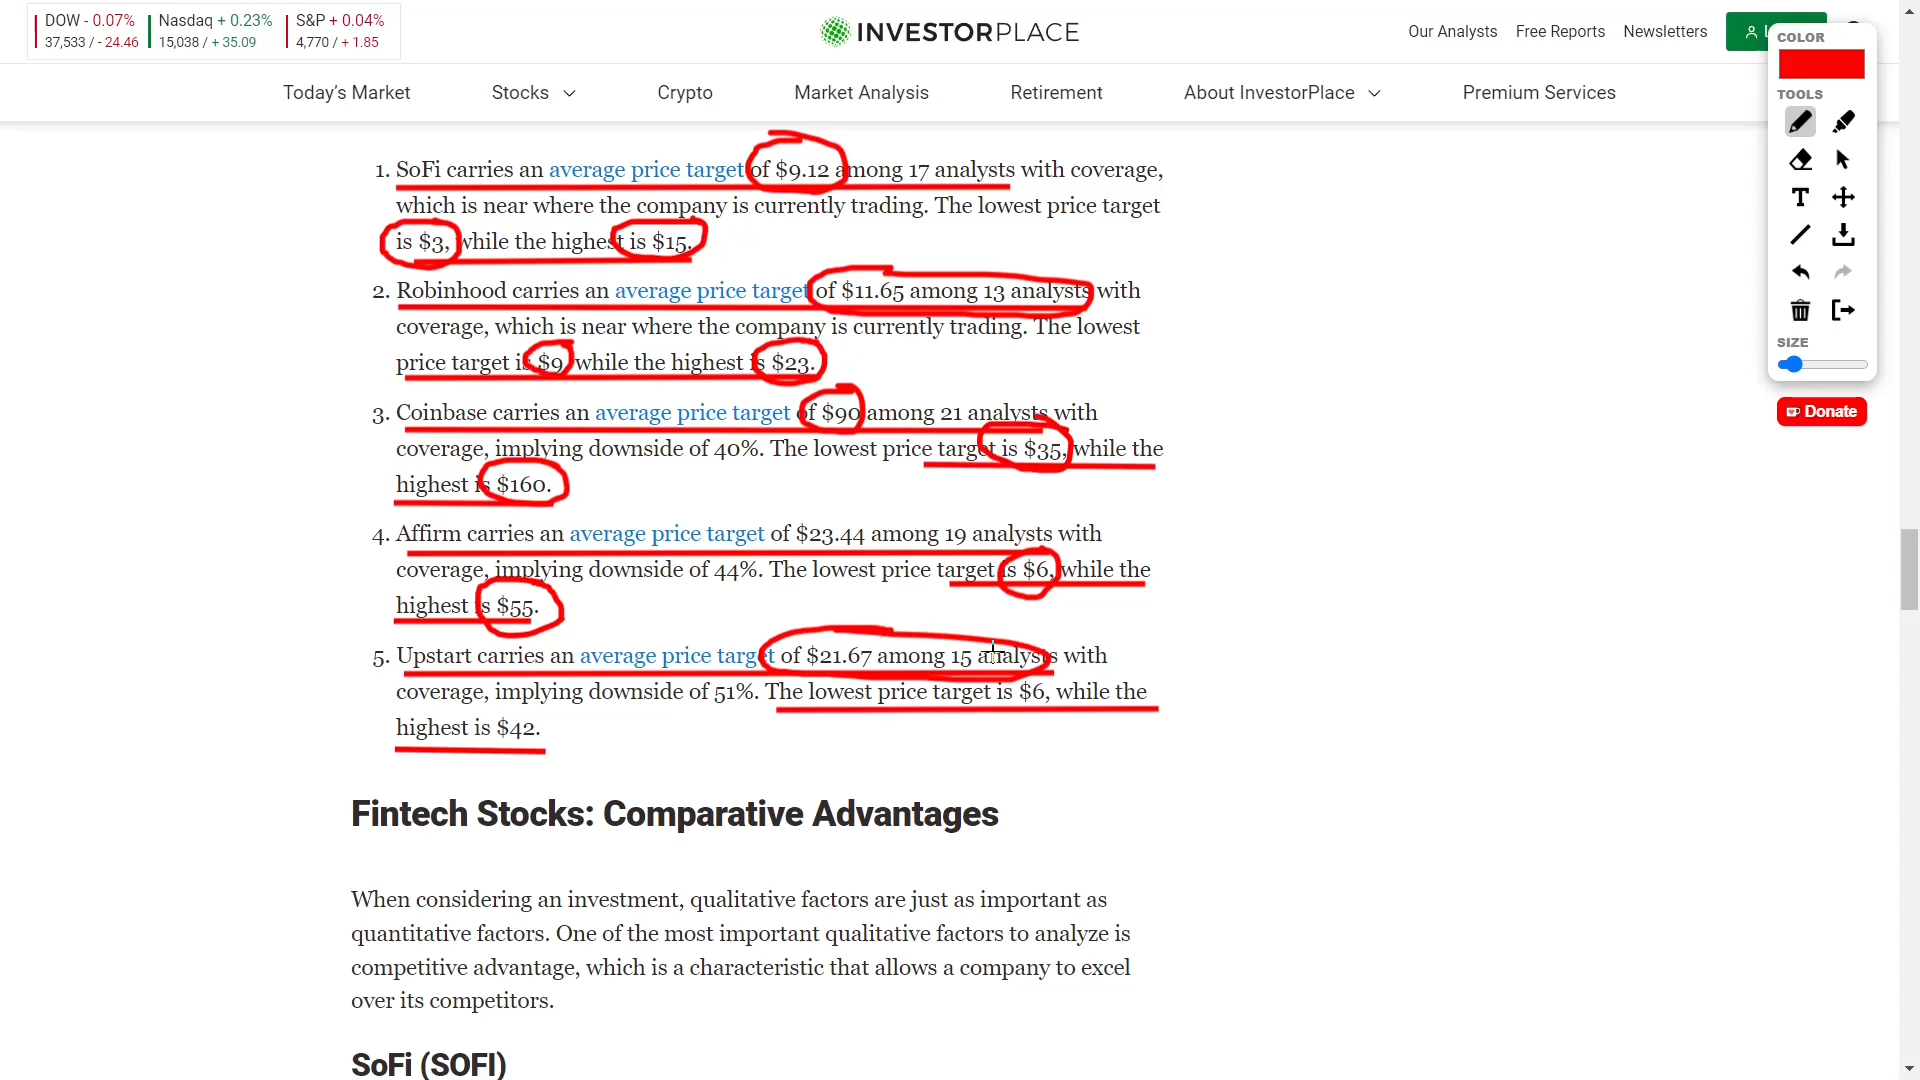 DOW - 0.07%
37,533 / - 24.46
Nasdaq + 0.23%
15,038 / + 35.09
S&P + 0.04%
4,770 / + 1.85
INVESTORPLACE
Our Analysts
Free Reports
Newsletters
L
COLOR
TOOLS
T
SIZE
Donate
Today's Market
Stocks
Crypto
Market Analysis
Retirement
About InvestorPlace
Premium Services
1. SoFi carries an average price target of $9.12 among 17 analysts with coverage,
which is near where the company is currently trading. The lowest price target
is $3, while the highest is $15.
2. Robinhood carries an average price target of $11.65 among 13 analysts with
coverage, which is near where the company is currently trading. The lowest
price target is $9 while the highest is $23.
3. Coinbase carries an average price target of $90 among 21 analysts with
coverage, implying downside of 40%. The lowest price target is $35, while the
highest is $160.
4. Affirm carries an average price target of $23.44 among 19 analysts with
coverage, implying downside of 44%. The lowest price target is $6, while the
highest is $55.
5. Upstart carries an average price target of $21.67 among 15 analysts with
coverage, implying downside of 51%. The lowest price target is $6, while the
highest is $42.
Fintech Stocks: Comparative Advantages
When considering an investment, qualitative factors are just as important as
quantitative factors. One of the most important qualitative factors to analyze is
competitive advantage, which is a characteristic that allows a company to excel
over its competitors.
SoFi (SOFI)